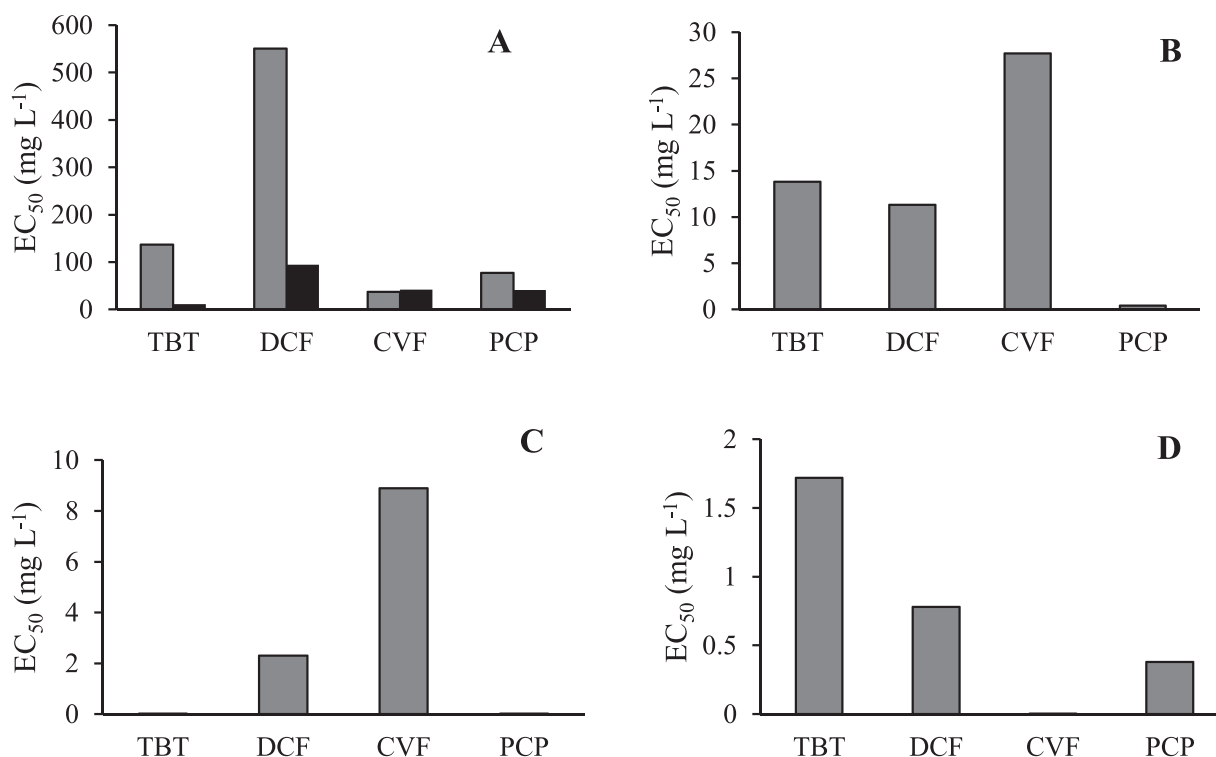 A
EC50 (mg L-1)
600
500
400
300
200
100
0
TBT DCF CVF PCP
B
EC50 (mg L-1)
30
25
20
15
10
5
0
TBT DCF CVF PCP
C
EC50 (mg L-1)
10
8
6
4
2
0
TBT DCF CVF PCP
D
EC50 (mg L-1)
2
1.5
1
0.5
0
TBT DCF CVF PCP